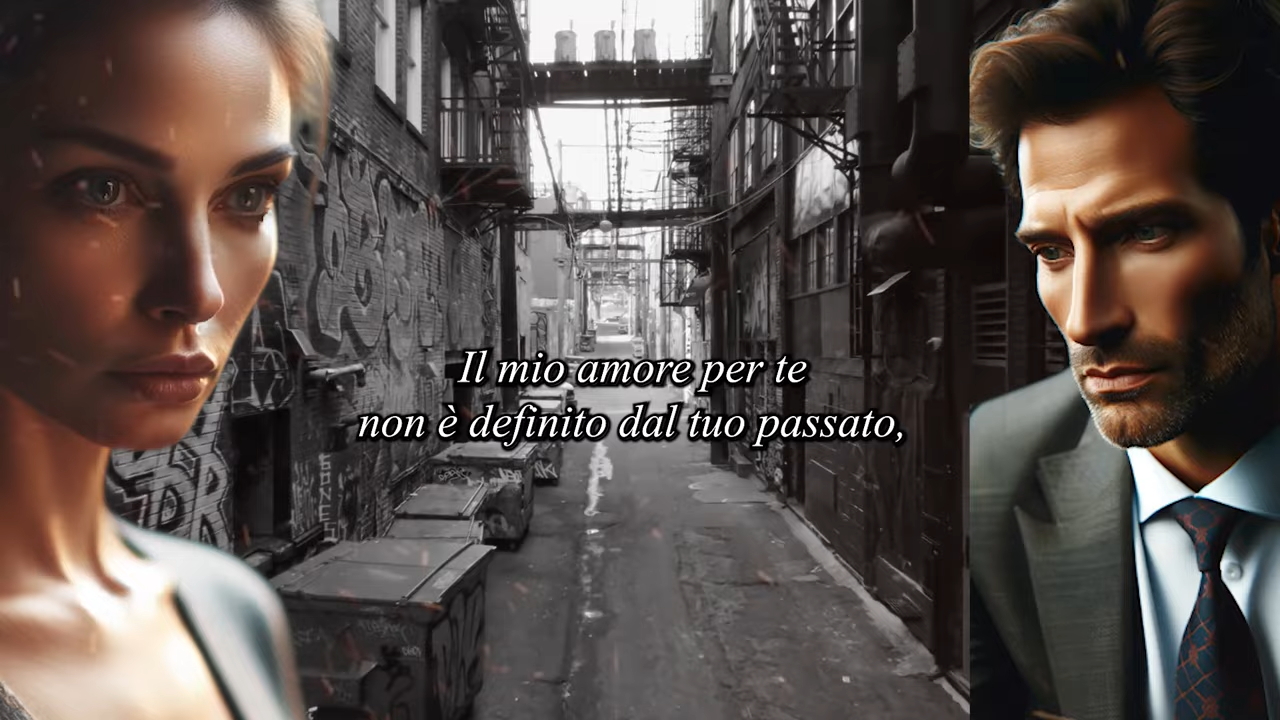 Il mio amore per te
non è definito dal tuo passato,